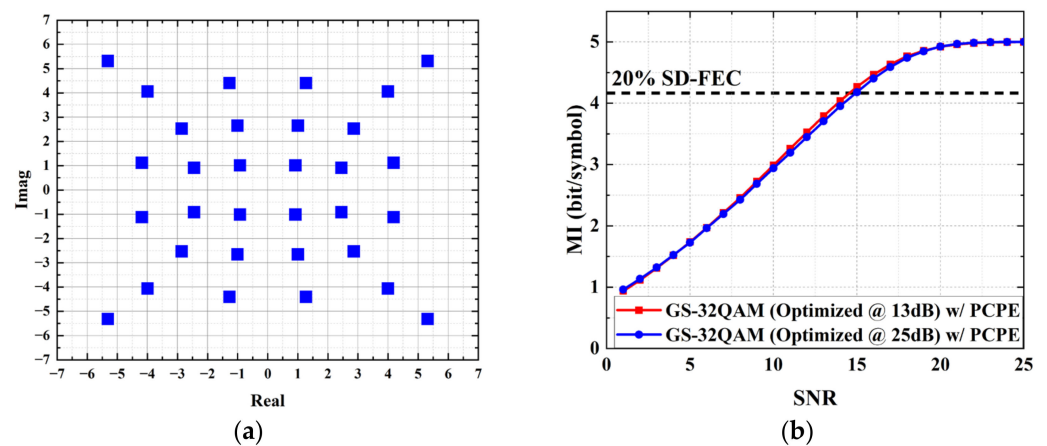 7
6
5
4
3
2
1
0
−1
−2
−3
−4
−5
−6
−7
Imag
−7 −6 −5 −4 −3 −2 −1 0 1 2 3 4 5 6 7
Real
(a)
5
4
3
2
1
0
MI (bit/symbol)
20% SD-FEC
GS-32QAM (Optimized @ 13dB) w/ PCPE
GS-32QAM (Optimized @ 25dB) w/ PCPE
0 5 10 15 20 25
SNR
(b)